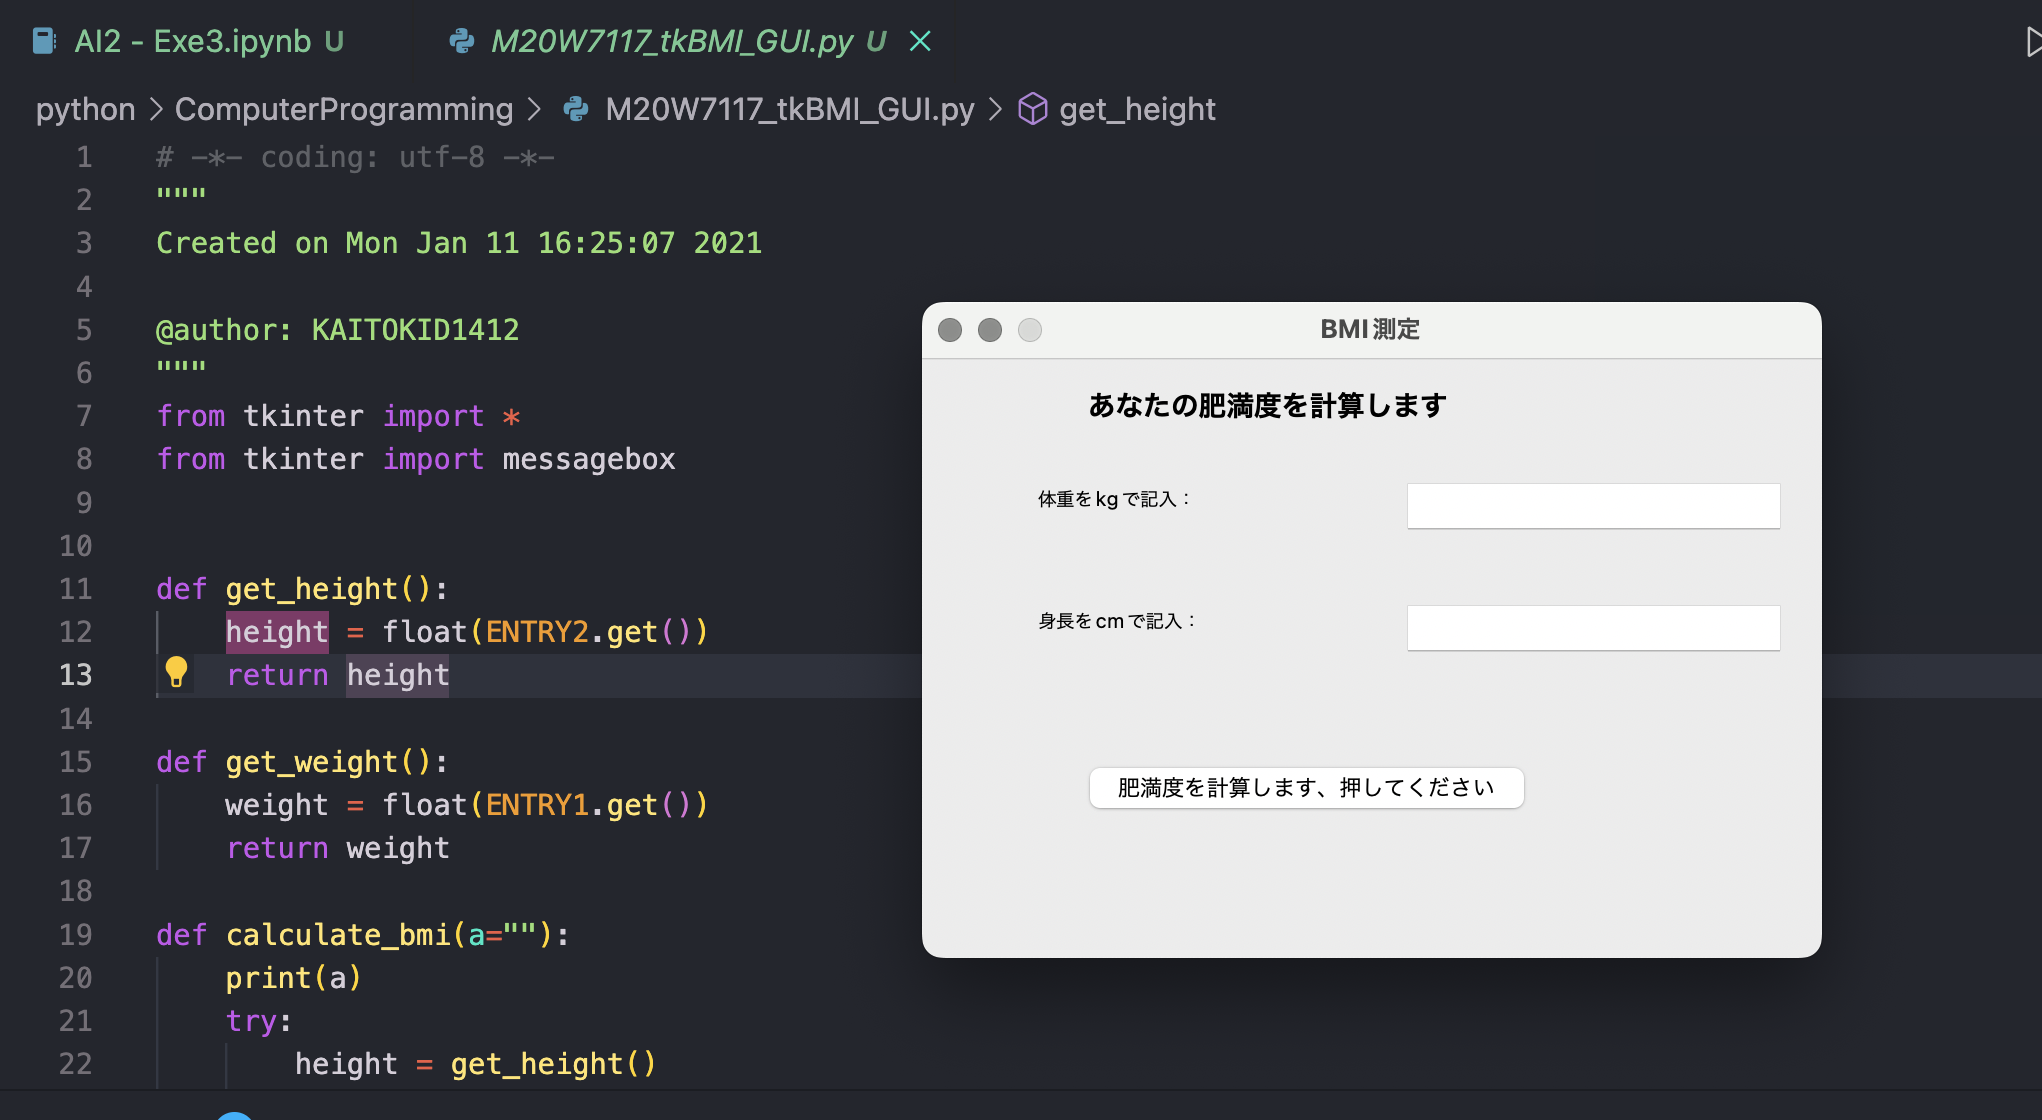 AI2 - Exe3.ipynb U
M20W7117_tkBMI_GUI.py U
python > ComputerProgramming > M20W7117_tkBMI_GUI.py > get_height
1 # -*- coding: utf-8 -*-
2 """
3 Created on Mon Jan 11 16:25:07 2021
4
5 @author: KAITOKID1412
6 """
7 from tkinter import *
8 from tkinter import messagebox
9
10
11 def get_height():
12 height = float(ENTRY2.get())
13 return height
14
15 def get_weight():
16 weight = float(ENTRY1.get())
17 return weight
18
19 def calculate_bmi(a=""):
20 print(a)
21 try:
22 height = get_height()
BMI測定
あなたの肥満度を計算します
体重をkgで記入：
身長をcmで記入：
肥満度を計算します、押してください